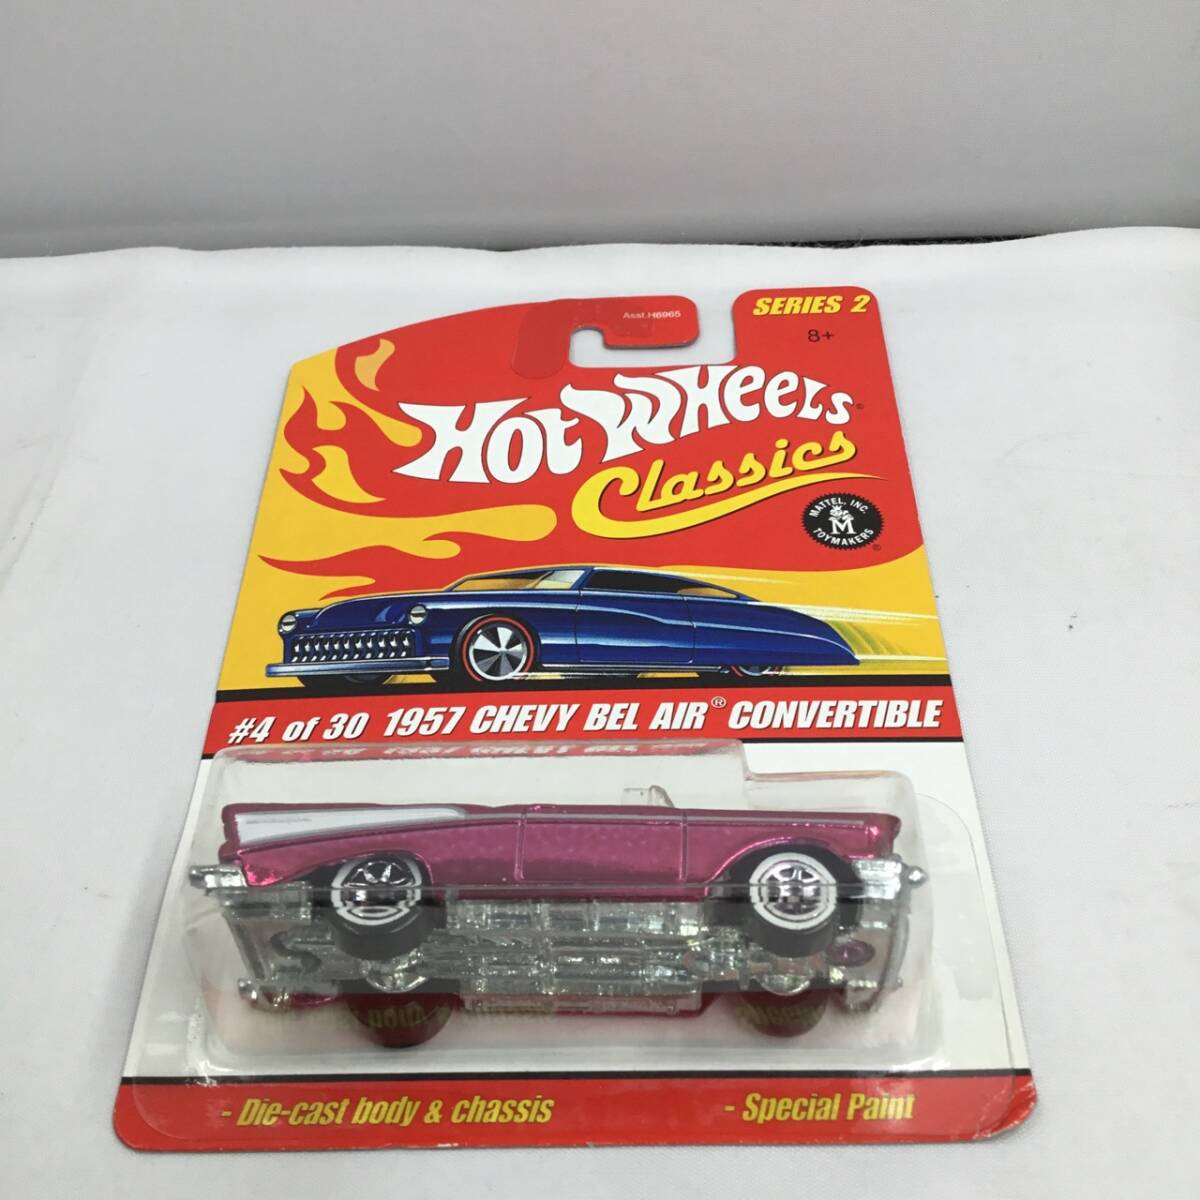 Asst.H6965
SERIES 2
8+
HOT WHEELS®
Classics
MATTEL, INC.
M
TOYMAKERS
®
#4 of 30 1957 CHEVY BEL AIR® CONVERTIBLE
- Die-cast body & chassis
- Special Paint